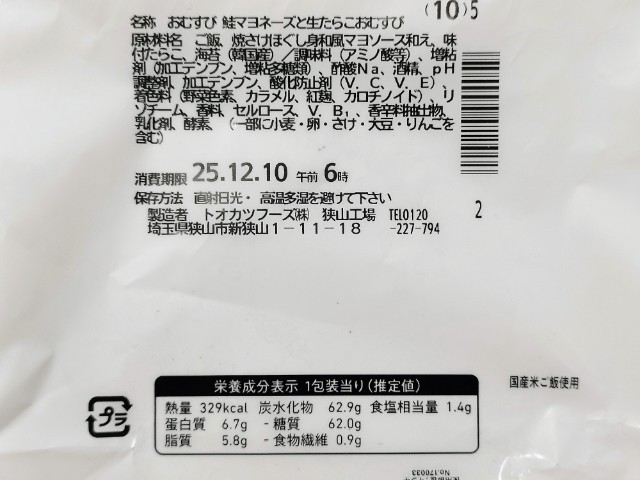 (10)5
名称 おむすび 鮭マヨネーズと生たらこおむすび
原材料名 ご飯、焼さけほぐし身和風マヨソース和え、味
付たらこ、海苔（韓国産）／調味料（アミノ酸等）、増粘
剤（加工デンプン、増粘多糖類）、酢酸Ｎａ、酒精、ｐＨ
調整剤、加工デンプン、酸化防止剤（Ｖ．Ｃ、Ｖ．Ｅ）、
着色料（野菜色素、カラメル、紅麹、カロチノイド）、リ
ゾチーム、香料、セルロース、Ｖ．Ｂ₁、香辛料抽出物、
乳化剤、酵素、（一部に小麦・卵・さけ・大豆・りんごを
含む）
消費期限 25.12.10 午前 6時
保存方法 直射日光・高温多湿を避けて下さい
製造者 トオカツフーズ㈱ 狭山工場 TEL0120
埼玉県狭山市新狭山１－１１－１８ -227-794
2
栄養成分表示 1包装当り（推定値）
熱量 329kcal 炭水化物 62.9g 食塩相当量 1.4g
蛋白質 6.7g - 糖質 62.0g
脂質 5.8g - 食物繊維 0.9g
国産米ご飯使用
プラ
No.170033